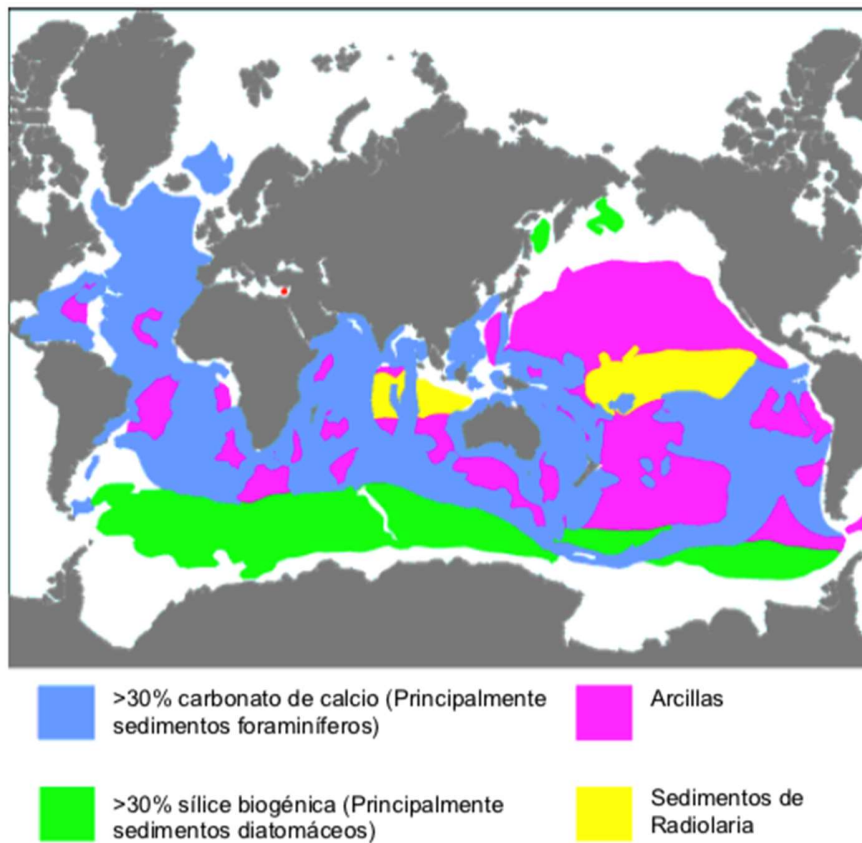 >30% carbonato de calcio (Principalmente
sedimentos foraminíferos)
Arcillas
>30% sílice biogénica (Principalmente
sedimentos diatomáceos)
Sedimentos de
Radiolaria